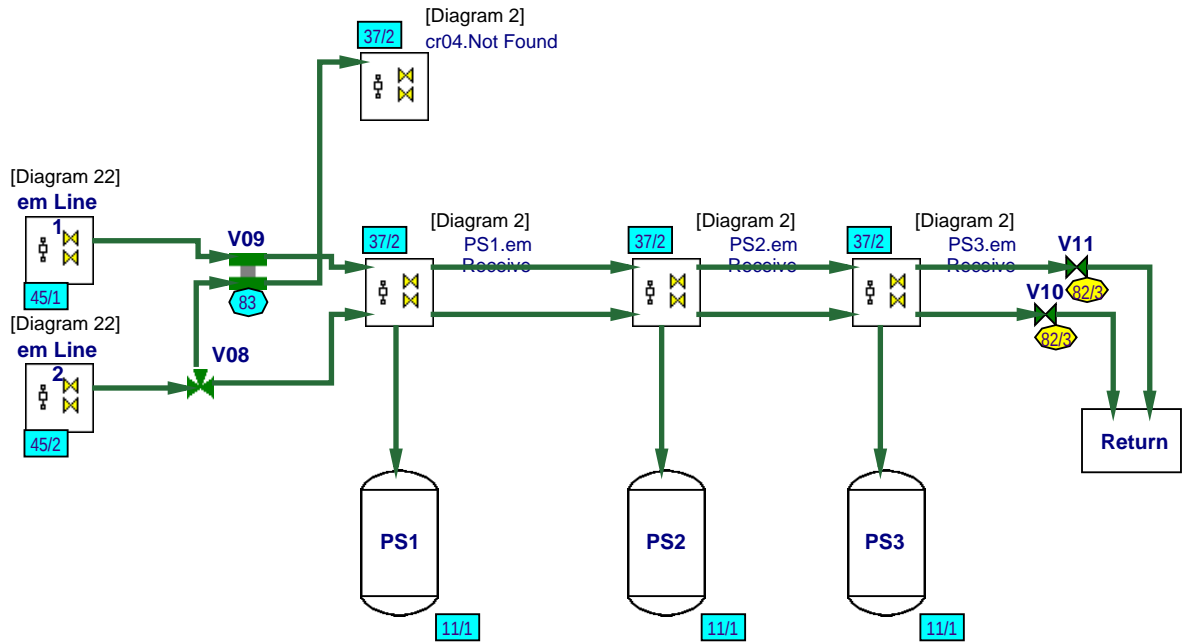 [Diagram 2]
37/2
cr04.Not Found
[Diagram 22]
em Line
1
45/1
V09
83
[Diagram 2]
37/2
PS1.em
Receive
[Diagram 2]
37/2
PS2.em
Receive
[Diagram 2]
37/2
PS3.em
Receive
V11
82/3
V10
82/3
[Diagram 22]
em Line
2
45/2
V08
Return
PS1
PS2
PS3
11/1
11/1
11/1